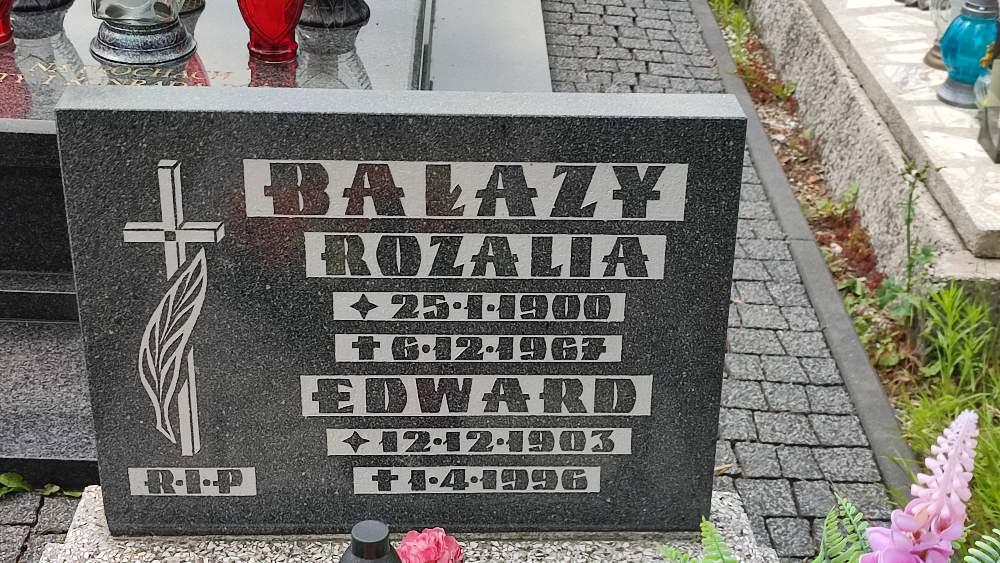 BAŁAZY
ROZALIA
✦ 25·1·1900
✝ 6·12·1967
EDWARD
✦ 12·12·1903
✝ 1·4·1996
R·I·P